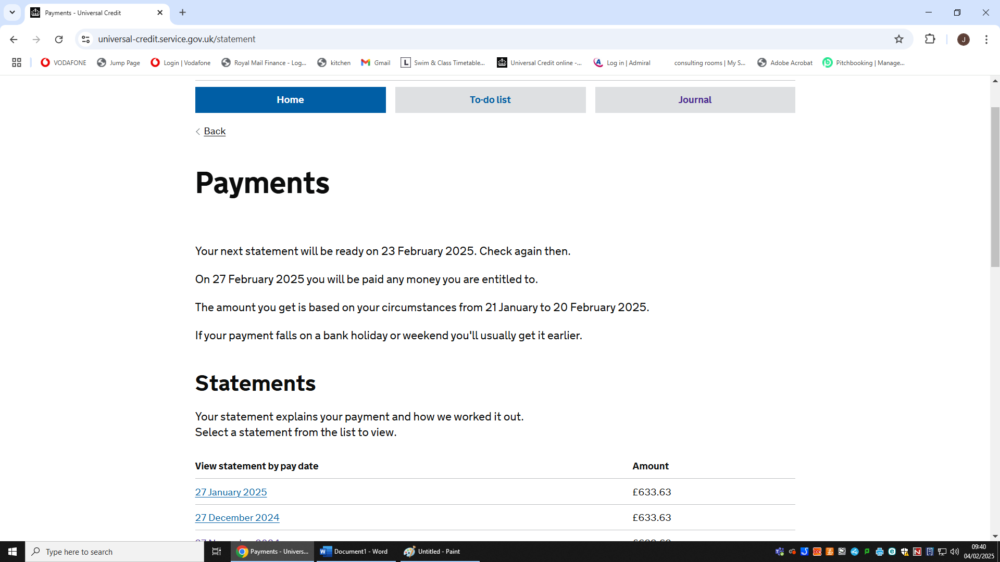 Payments - Universal Credit
universal-credit.service.gov.uk/statement
J
VODAFONE
Jump Page
Login | Vodafone
Royal Mail Finance - Log...
kitchen
Gmail
L
Swim & Class Timetable...
Universal Credit online -...
Log in | Admiral
consulting rooms | My S...
Adobe Acrobat
Pitchbooking | Manage...
Home
To-do list
Journal
Back
Payments
Your next statement will be ready on 23 February 2025. Check again then.
On 27 February 2025 you will be paid any money you are entitled to.
The amount you get is based on your circumstances from 21 January to 20 February 2025.
If your payment falls on a bank holiday or weekend you'll usually get it earlier.
Statements
Your statement explains your payment and how we worked it out.
Select a statement from the list to view.
View statement by pay date Amount
27 January 2025 £633.63
27 December 2024 £633.63
Type here to search
Payments - Univers...
Document1 - Word
Untitled - Paint
09:40
04/02/2025